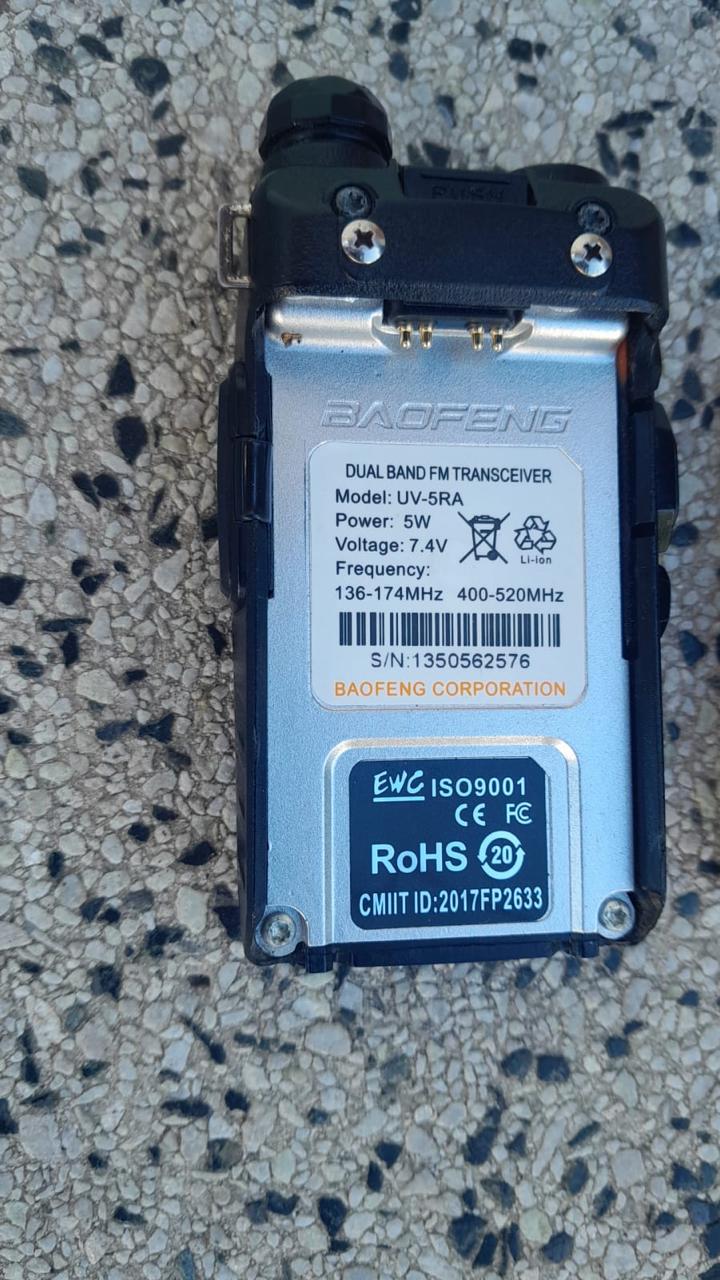 PUSH
BAOFENG
DUAL BAND FM TRANSCEIVER
Model: UV-5RA
Power: 5W
Voltage: 7.4V
Li-ion
Frequency:
136-174MHz 400-520MHz
S/N:1350562576
BAOFENG CORPORATION
EWC ISO9001
CE FC
RoHS 20
CMIIT ID:2017FP2633